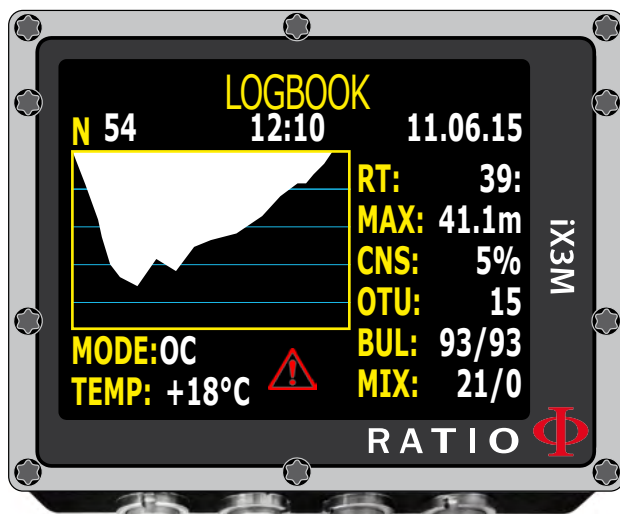 LOGBOOK
N 54 12:10 11.06.15
RT: 39:
MAX: 41.1m
CNS: 5%
OTU: 15
BUL: 93/93
MIX: 21/0
MODE:OC
TEMP: +18°C
iX3M
RATIO